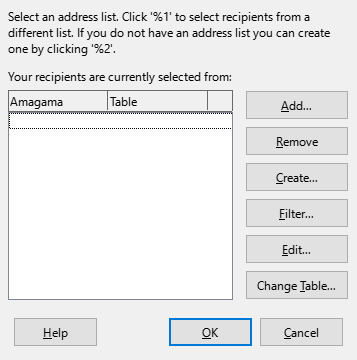 Select an address list. Click '%1' to select recipients from a
different list. If you do not have an address list you can create
one by clicking '%2'.
Your recipients are currently selected from:
Amagama Table
Add...
Remove
Create...
Filter...
Edit...
Change Table...
Help OK Cancel